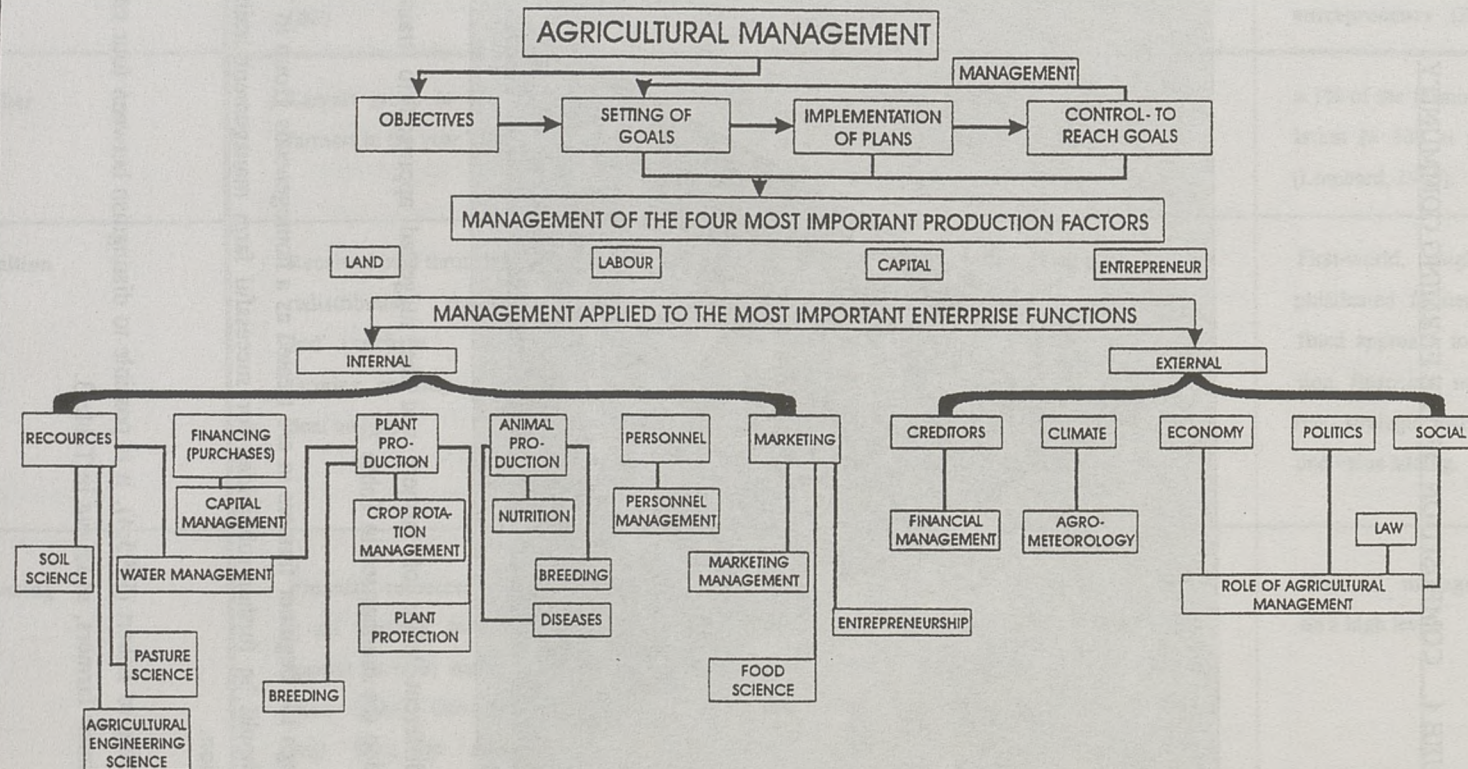 AGRICULTURAL MANAGEMENT
MANAGEMENT
OBJECTIVES
SETTING OF
GOALS
IMPLEMENTATION
OF PLANS
CONTROL- TO
REACH GOALS
MANAGEMENT OF THE FOUR MOST IMPORTANT PRODUCTION FACTORS
LAND
LABOUR
CAPITAL
ENTREPRENEUR
MANAGEMENT APPLIED TO THE MOST IMPORTANT ENTERPRISE FUNCTIONS
INTERNAL
EXTERNAL
RECOURCES
FINANCING
(PURCHASES)
PLANT
PRO-
DUCTION
ANIMAL
PRO-
DUCTION
PERSONNEL
MARKETING
CREDITORS
CLIMATE
ECONOMY
POLITICS
SOCIAL
CAPITAL
MANAGEMENT
CROP ROTA-
TION
MANAGEMENT
NUTRITION
PERSONNEL
MANAGEMENT
FINANCIAL
MANAGEMENT
AGRO-
METEOROLOGY
LAW
SOIL
SCIENCE
WATER MANAGEMENT
BREEDING
MARKETING
MANAGEMENT
ROLE OF AGRICULTURAL
MANAGEMENT
PLANT
PROTECTION
DISEASES
ENTREPRENEURSHIP
PASTURE
SCIENCE
BREEDING
FOOD
SCIENCE
AGRICULTURAL
ENGINEERING
SCIENCE